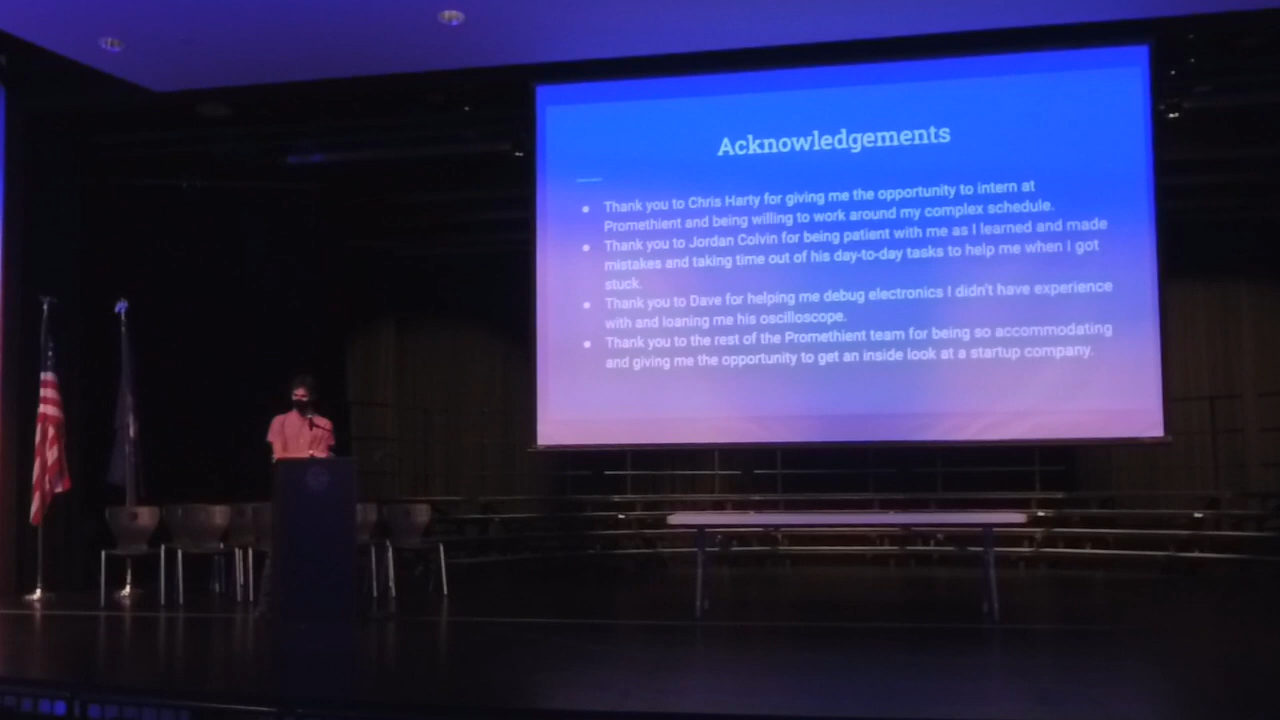 Acknowledgements
● Thank you to Chris Harty for giving me the opportunity to intern at
Promethient and being willing to work around my complex schedule.
● Thank you to Jordan Colvin for being patient with me as I learned and made
mistakes and taking time out of his day-to-day tasks to help me when I got
stuck.
● Thank you to Dave for helping me debug electronics I didn't have experience
with and loaning me his oscilloscope.
● Thank you to the rest of the Promethient team for being so accommodating
and giving me the opportunity to get an inside look at a startup company.